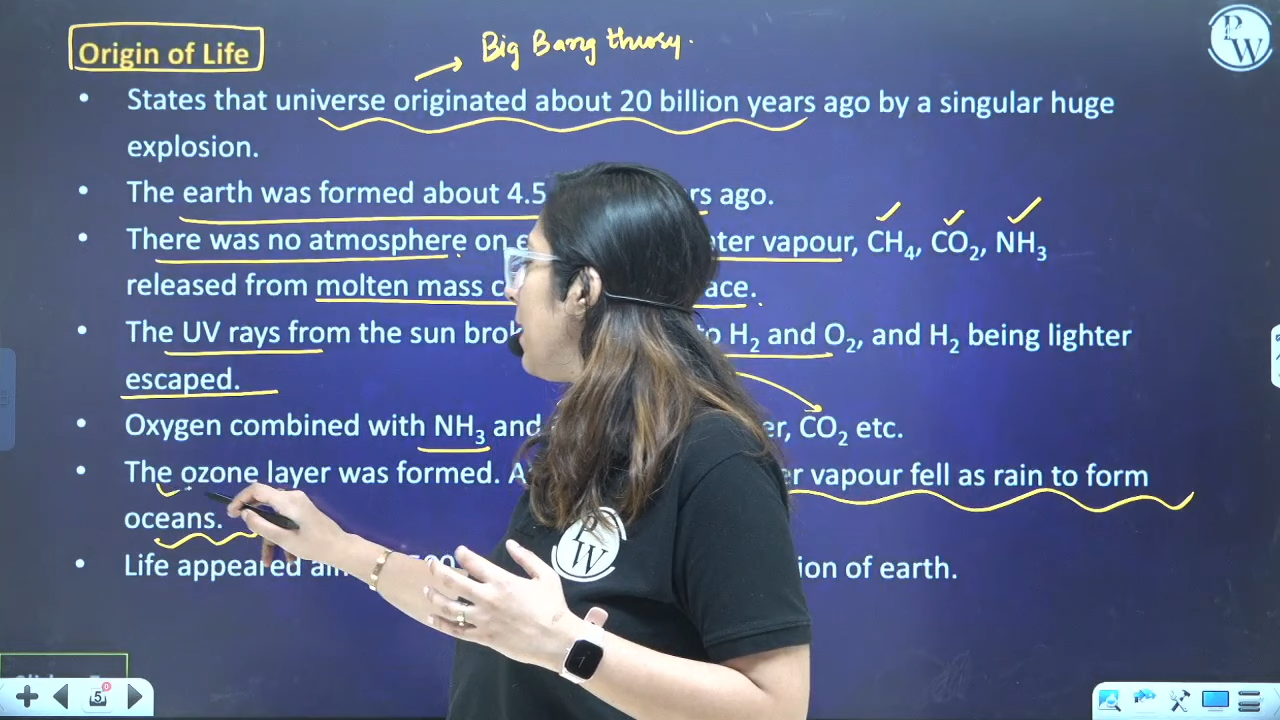 Origin of Life
Big Bang theory.
PW
• States that universe originated about 20 billion years ago by a singular huge
explosion.
• The earth was formed about 4.5 rs ago.
• There was no atmosphere on ter vapour, CH₄, CO₂, NH₃
released from molten mass ace.
• The UV rays from the sun brok to H₂ and O₂, and H₂ being lighter
escaped.
• Oxygen combined with NH₃ and er, CO₂ etc.
• The ozone layer was formed. A r vapour fell as rain to form
oceans.
• Life appeared ion of earth.
PW
5